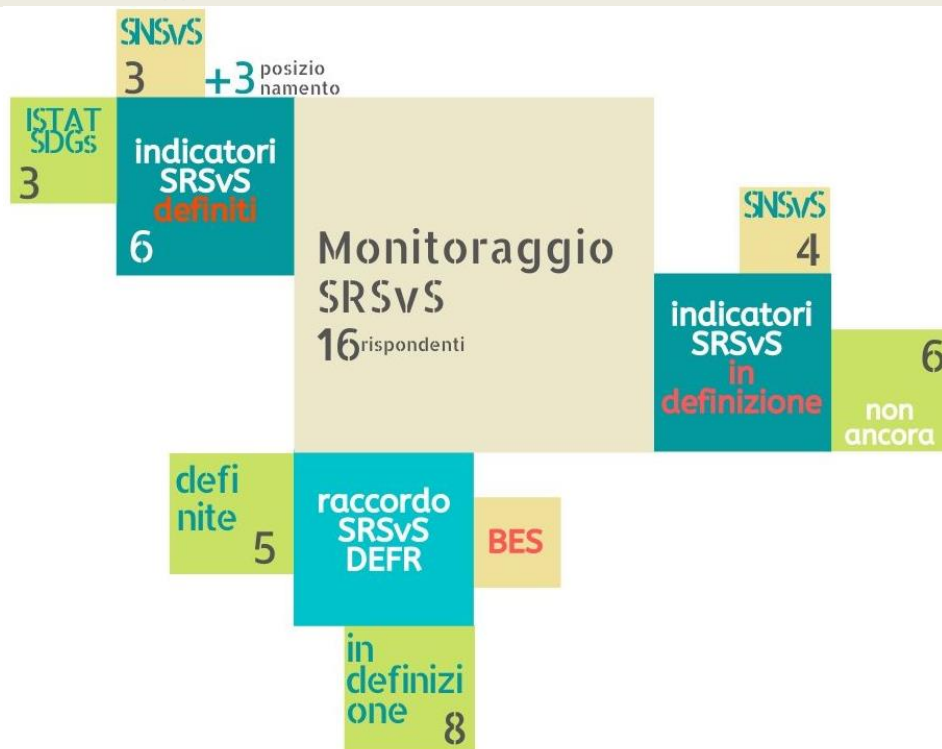 SNSvS
3
+3 posizio
namento
ISTAT
SDGs
3
indicatori
SRSvS
definiti
6
Monitoraggio
SRSvS
16 rispondenti
SNSvS
4
indicatori
SRSvS
in
definizione
6
non
ancora
defi
nite
5
raccordo
SRSvS
DEFR
BES
in
definizi
one
8